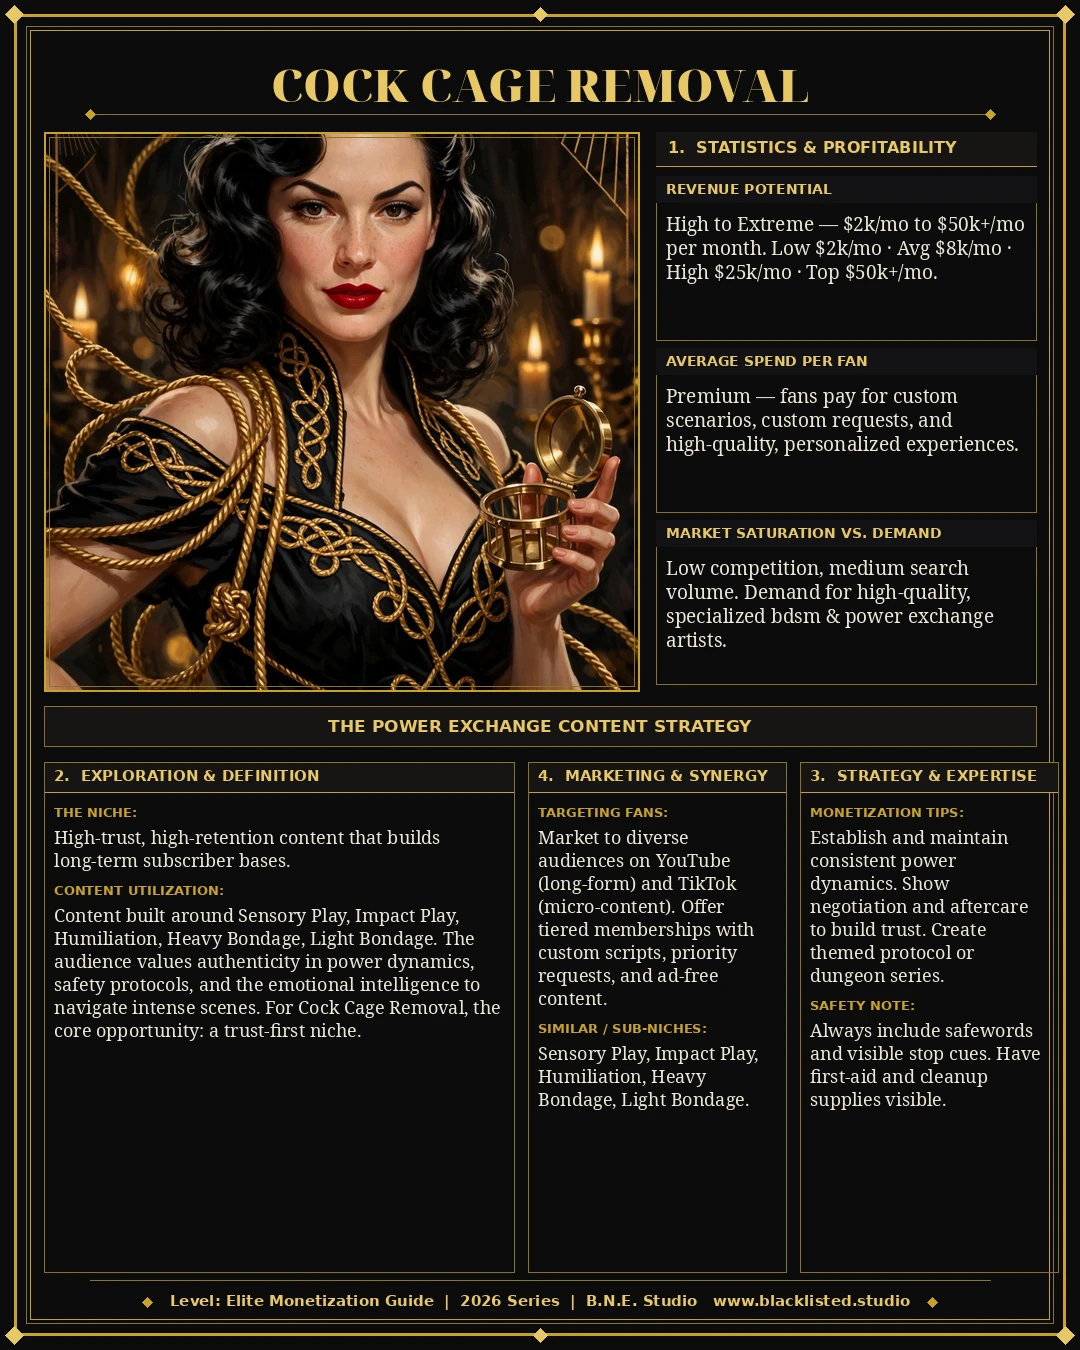 COCK CAGE REMOVAL
1. STATISTICS & PROFITABILITY
REVENUE POTENTIAL
High to Extreme — $2k/mo to $50k+/mo
per month. Low $2k/mo · Avg $8k/mo ·
High $25k/mo · Top $50k+/mo.
AVERAGE SPEND PER FAN
Premium — fans pay for custom
scenarios, custom requests, and
high-quality, personalized experiences.
MARKET SATURATION VS. DEMAND
Low competition, medium search
volume. Demand for high-quality,
specialized bdsm & power exchange
artists.
THE POWER EXCHANGE CONTENT STRATEGY
2. EXPLORATION & DEFINITION
THE NICHE:
High-trust, high-retention content that builds
long-term subscriber bases.
CONTENT UTILIZATION:
Content built around Sensory Play, Impact Play,
Humiliation, Heavy Bondage, Light Bondage. The
audience values authenticity in power dynamics,
safety protocols, and the emotional intelligence to
navigate intense scenes. For Cock Cage Removal, the
core opportunity: a trust-first niche.
4. MARKETING & SYNERGY
TARGETING FANS:
Market to diverse
audiences on YouTube
(long-form) and TikTok
(micro-content). Offer
tiered memberships with
custom scripts, priority
requests, and ad-free
content.
SIMILAR / SUB-NICHES:
Sensory Play, Impact Play,
Humiliation, Heavy
Bondage, Light Bondage.
3. STRATEGY & EXPERTISE
MONETIZATION TIPS:
Establish and maintain
consistent power
dynamics. Show
negotiation and aftercare
to build trust. Create
themed protocol or
dungeon series.
SAFETY NOTE:
Always include safewords
and visible stop cues. Have
first-aid and cleanup
supplies visible.
Level: Elite Monetization Guide | 2026 Series | B.N.E. Studio www.blacklisted.studio